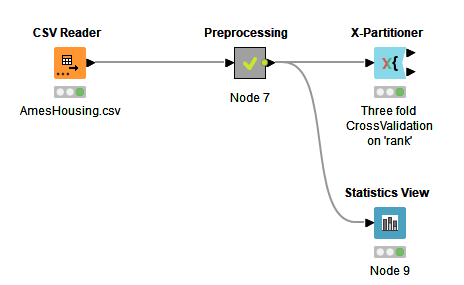 CSV Reader
AmesHousing.csv
Preprocessing
Node 7
X-Partitioner
X{
Three fold
CrossValidation
on 'rank'
Statistics View
Node 9